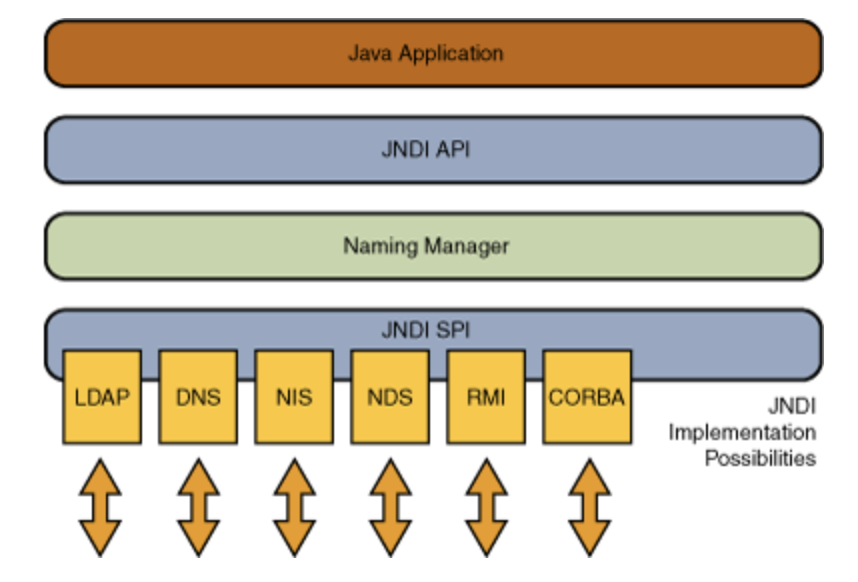 Java Application
JNDI API
Naming Manager
JNDI SPI
LDAP
DNS
NIS
NDS
RMI
CORBA
JNDI
Implementation
Possibilities